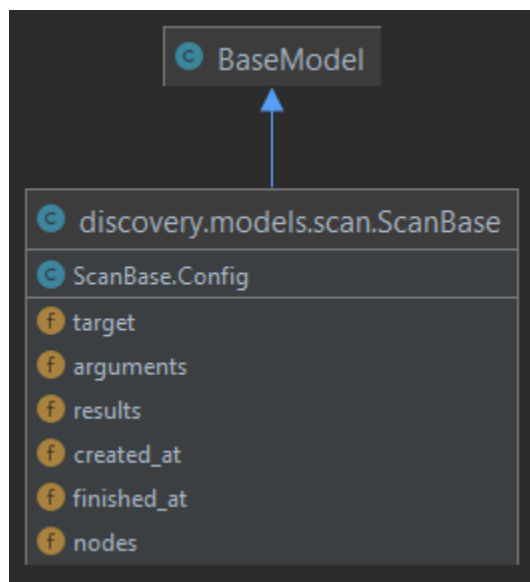 C BaseModel
C discovery.models.scan.ScanBase
C ScanBase.Config
f target
f arguments
f results
f created_at
f finished_at
f nodes